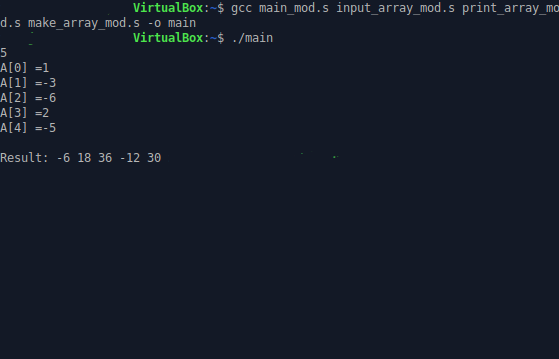 VirtualBox:~$ gcc main_mod.s input_array_mod.s print_array_mo
d.s make_array_mod.s -o main
VirtualBox:~$ ./main
5
A[0] =1
A[1] =-3
A[2] =-6
A[3] =2
A[4] =-5
Result: -6 18 36 -12 30